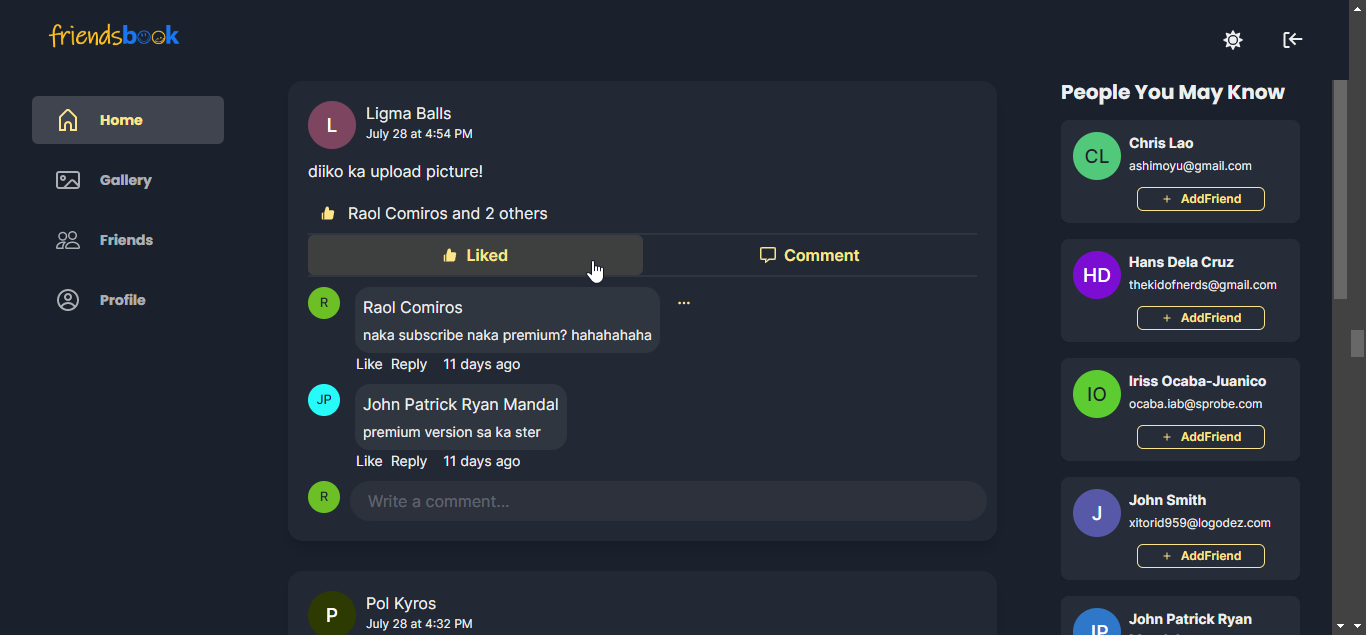 friendsbook
Home
Gallery
Friends
Profile
L
Ligma Balls
July 28 at 4:54 PM
diiko ka upload picture!
Raol Comiros and 2 others
Liked
Comment
R
Raol Comiros
naka subscribe naka premium? hahahahaha
...
Like Reply 11 days ago
JP
John Patrick Ryan Mandal
premium version sa ka ster
Like Reply 11 days ago
R
Write a comment...
P
Pol Kyros
July 28 at 4:32 PM
People You May Know
CL
Chris Lao
ashimoyu@gmail.com
+ AddFriend
HD
Hans Dela Cruz
thekidofnerds@gmail.com
+ AddFriend
IO
Iriss Ocaba-Juanico
ocaba.iab@sprobe.com
+ AddFriend
J
John Smith
xitorid959@logodez.com
+ AddFriend
JP
John Patrick Ryan